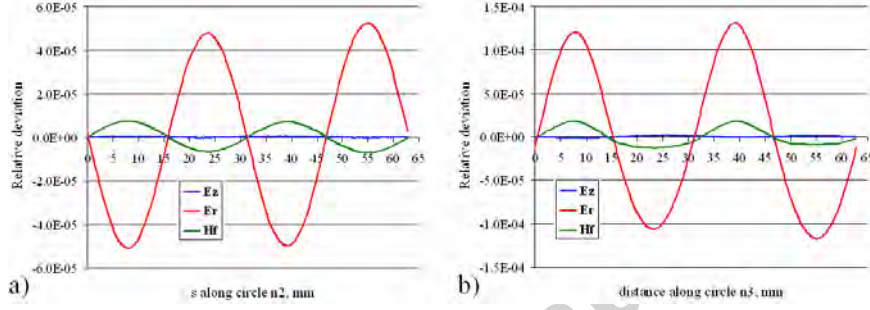 6.0E-05
4.0E-05
2.0E-05
0.0E+00
-2.0E-05
-4.0E-05
-6.0E-05
Relative deviation
0 5 10 15 20 25 30 35 40 45 50 55 60 65
Ez
Er
Hf
a)
s along circle n2, mm
1.5E-04
1.0E-04
5.0E-05
0.0E+00
-5.0E-05
-1.0E-04
-1.5E-04
Relative deviation
0 5 10 15 20 25 30 35 40 45 50 55 60 65
Ez
Er
Hf
b)
distance along circle n3, mm